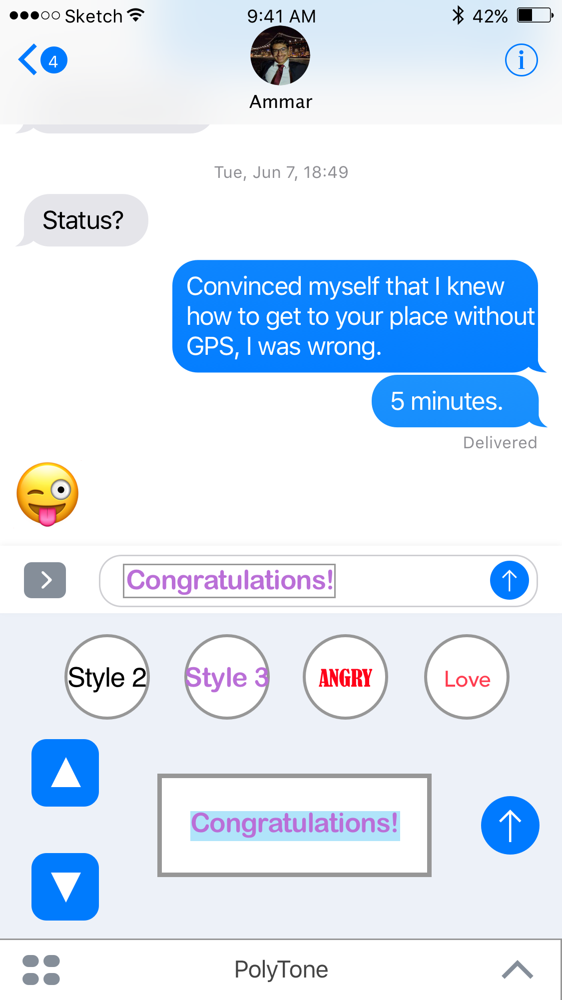 Sketch 9:41 AM 42%
4
i
Ammar
Tue, Jun 7, 18:49
Status?
Convinced myself that I knew
how to get to your place without
GPS, I was wrong.
5 minutes.
Delivered
Congratulations!
Style 2 Style 3 ANGRY Love
Congratulations!
PolyTone